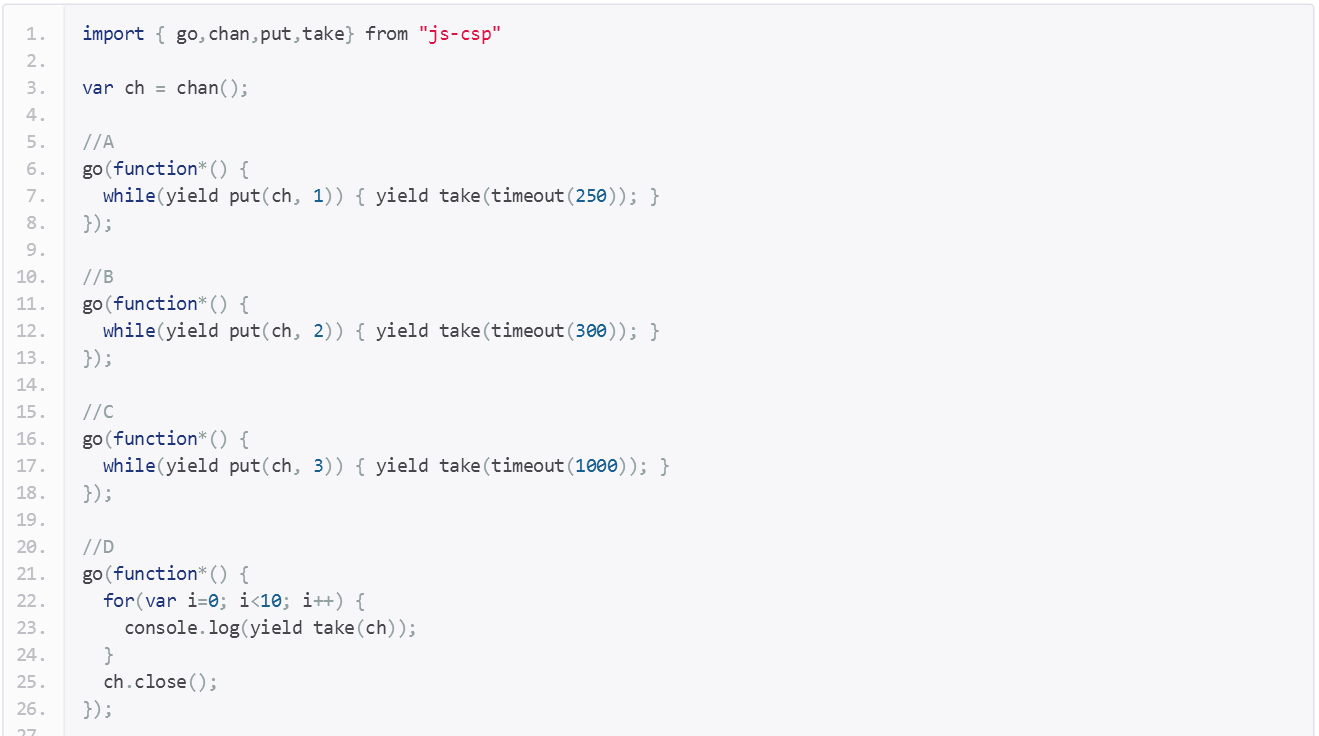 1. import { go,chan,put,take} from "js-csp"
2.
3. var ch = chan();
4.
5. //A
6. go(function*() {
7.   while(yield put(ch, 1)) { yield take(timeout(250)); }
8. });
9.
10. //B
11. go(function*() {
12.   while(yield put(ch, 2)) { yield take(timeout(300)); }
13. });
14.
15. //C
16. go(function*() {
17.   while(yield put(ch, 3)) { yield take(timeout(1000)); }
18. });
19.
20. //D
21. go(function*() {
22.   for(var i=0; i<10; i++) {
23.     console.log(yield take(ch));
24.   }
25.   ch.close();
26. });
27.